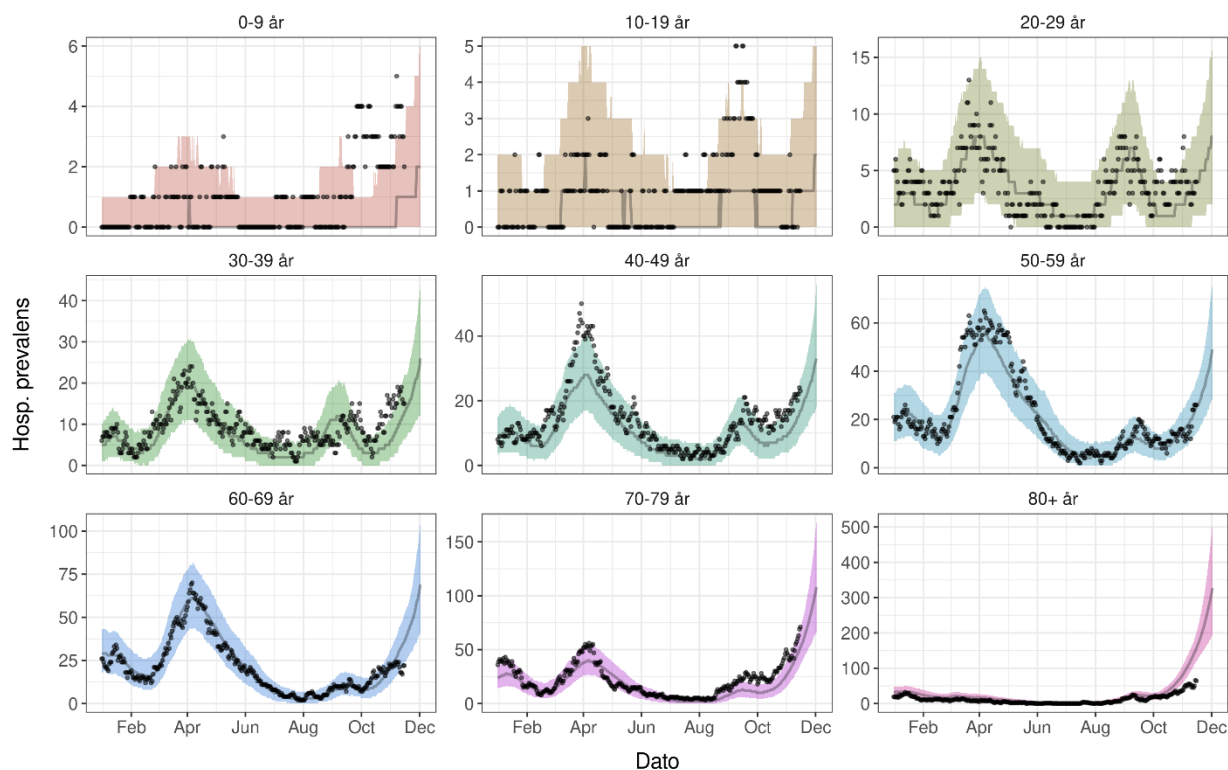 0-9 år
10-19 år
20-29 år
6
4
2
0
5
4
3
2
1
0
15
10
5
0
30-39 år
40-49 år
50-59 år
40
30
20
10
0
40
20
0
60
40
20
0
60-69 år
70-79 år
80+ år
100
75
50
25
0
150
100
50
0
500
400
300
200
100
0
Feb Apr Jun Aug Oct Dec
Feb Apr Jun Aug Oct Dec
Feb Apr Jun Aug Oct Dec
Hosp. prevalens
Dato